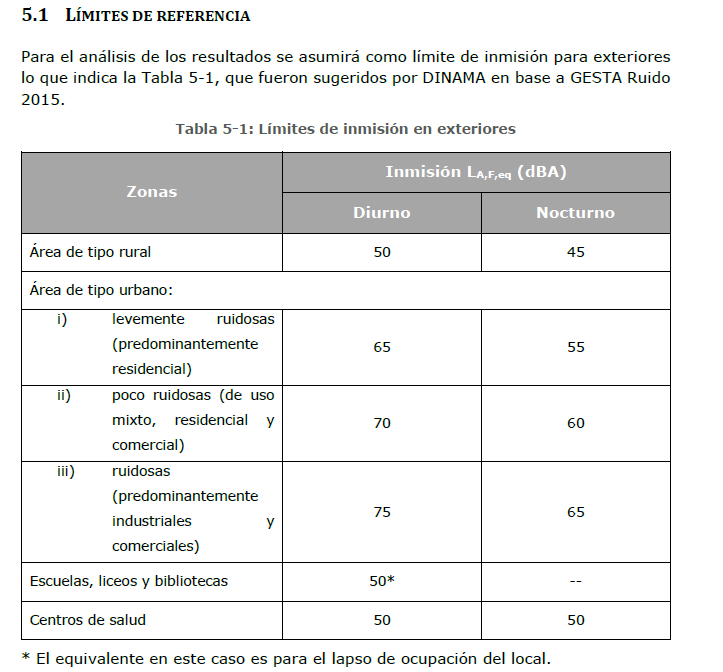 5.1 LÍMITES DE REFERENCIA
Para el análisis de los resultados se asumirá como límite de inmisión para exteriores
lo que indica la Tabla 5-1, que fueron sugeridos por DINAMA en base a GESTA Ruido
2015.
Tabla 5-1: Límites de inmisión en exteriores
Zonas
Inmisión LA,F,eq (dBA)
Diurno Nocturno
Área de tipo rural 50 45
Área de tipo urbano:
i) levemente ruidosas
(predominantemente
residencial)
65 55
ii) poco ruidosas (de uso
mixto, residencial y
comercial)
70 60
iii) ruidosas
(predominantemente
industriales y
comerciales)
75 65
Escuelas, liceos y bibliotecas 50* --
Centros de salud 50 50
* El equivalente en este caso es para el lapso de ocupación del local.